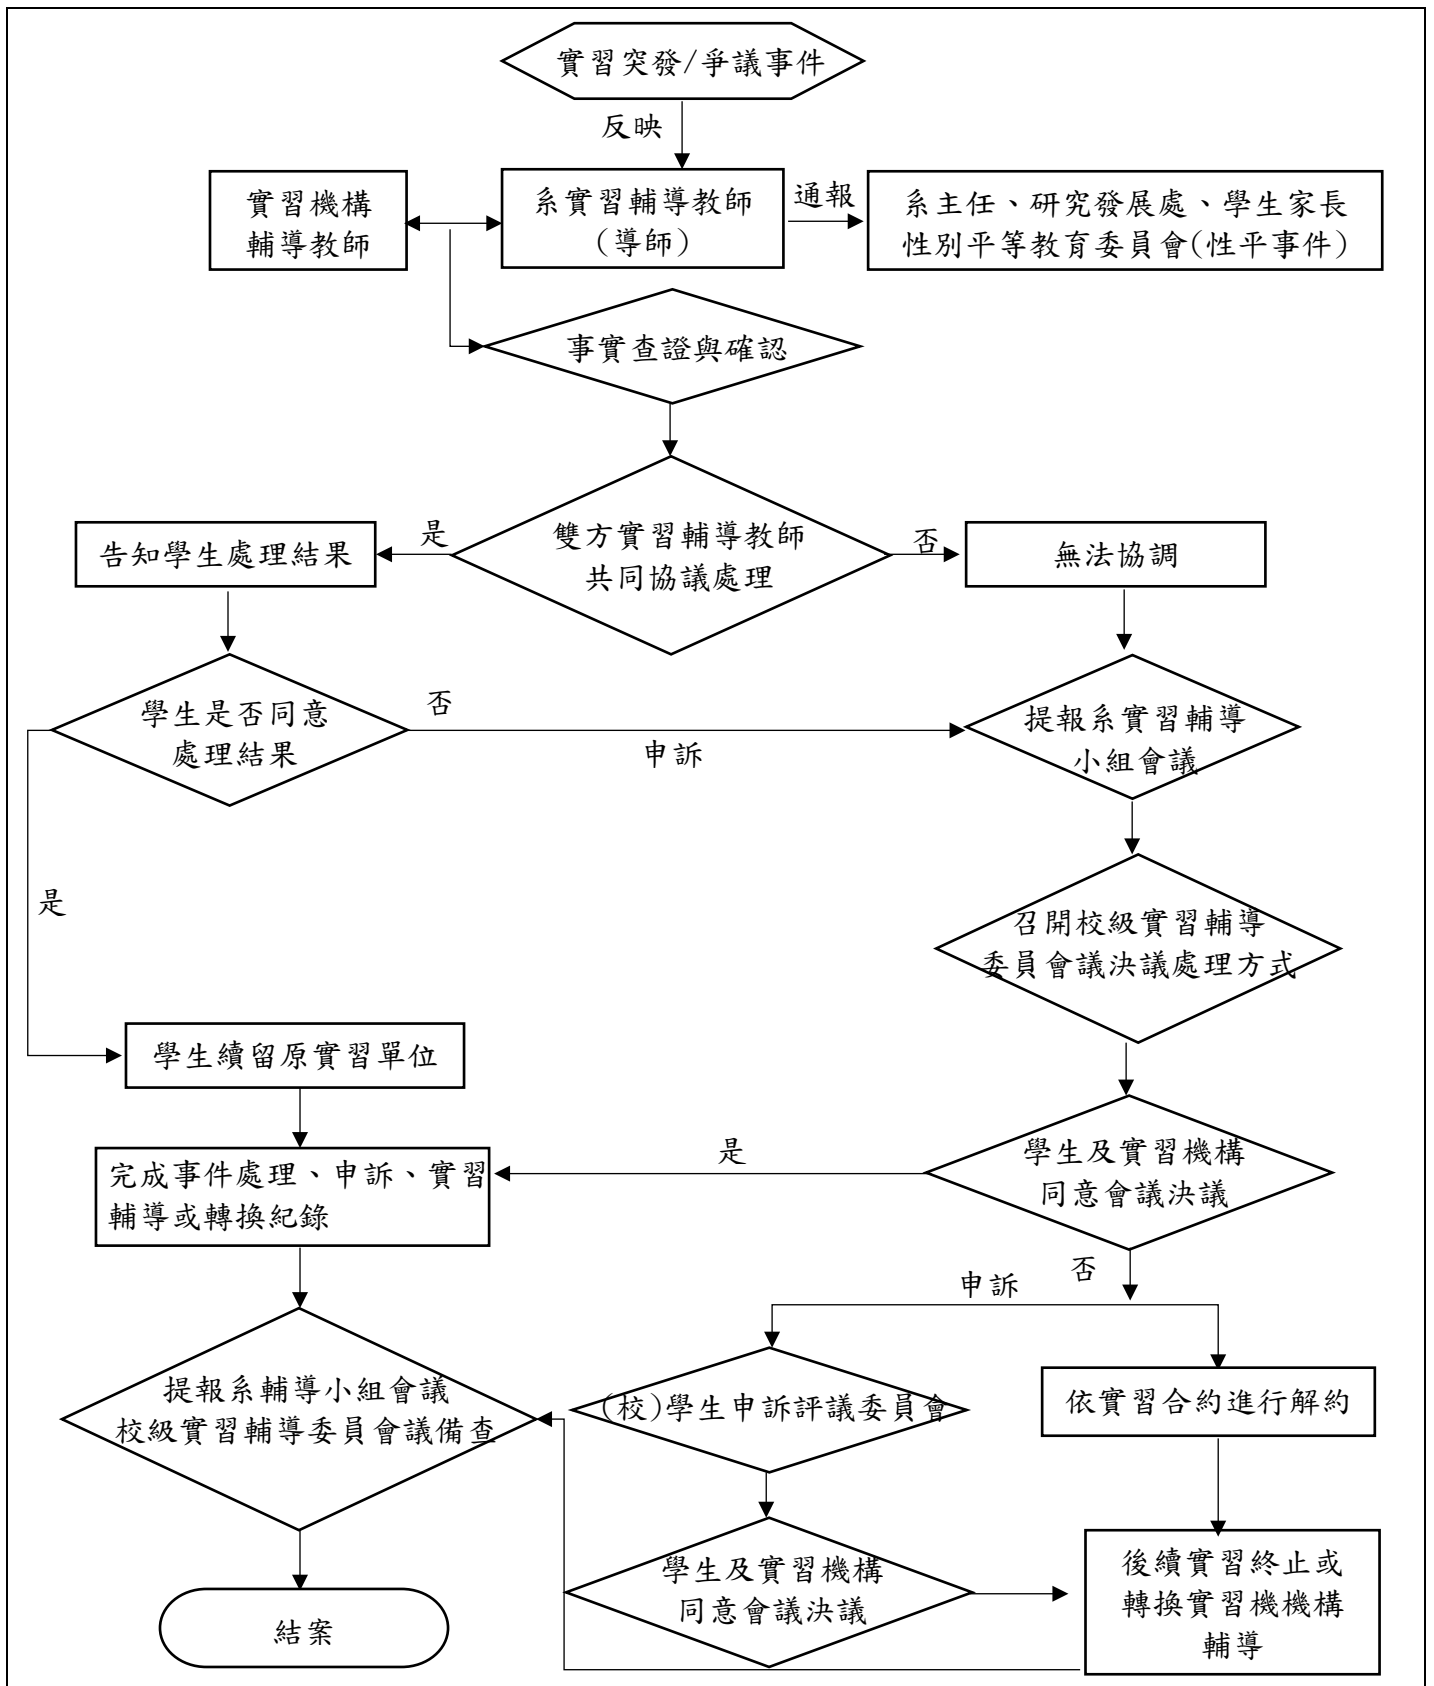 實習突發/爭議事件
反映
實習機構
輔導教師
系實習輔導教師
(導師)
通報
系主任、研究發展處、學生家長
性別平等教育委員會(性平事件)
事實查證與確認
雙方實習輔導教師
共同協議處理
是
否
告知學生處理結果
無法協調
學生是否同意
處理結果
否
申訴
提報系實習輔導
小組會議
是
召開校級實習輔導
委員會議決議處理方式
學生續留原實習單位
完成事件處理、申訴、實習
輔導或轉換紀錄
是
學生及實習機構
同意會議決議
否
申訴
提報系輔導小組會議
校級實習輔導委員會議備查
(校)學生申訴評議委員會
依實習合約進行解約
學生及實習機構
同意會議決議
後續實習終止或
轉換實習機機構
輔導
結案